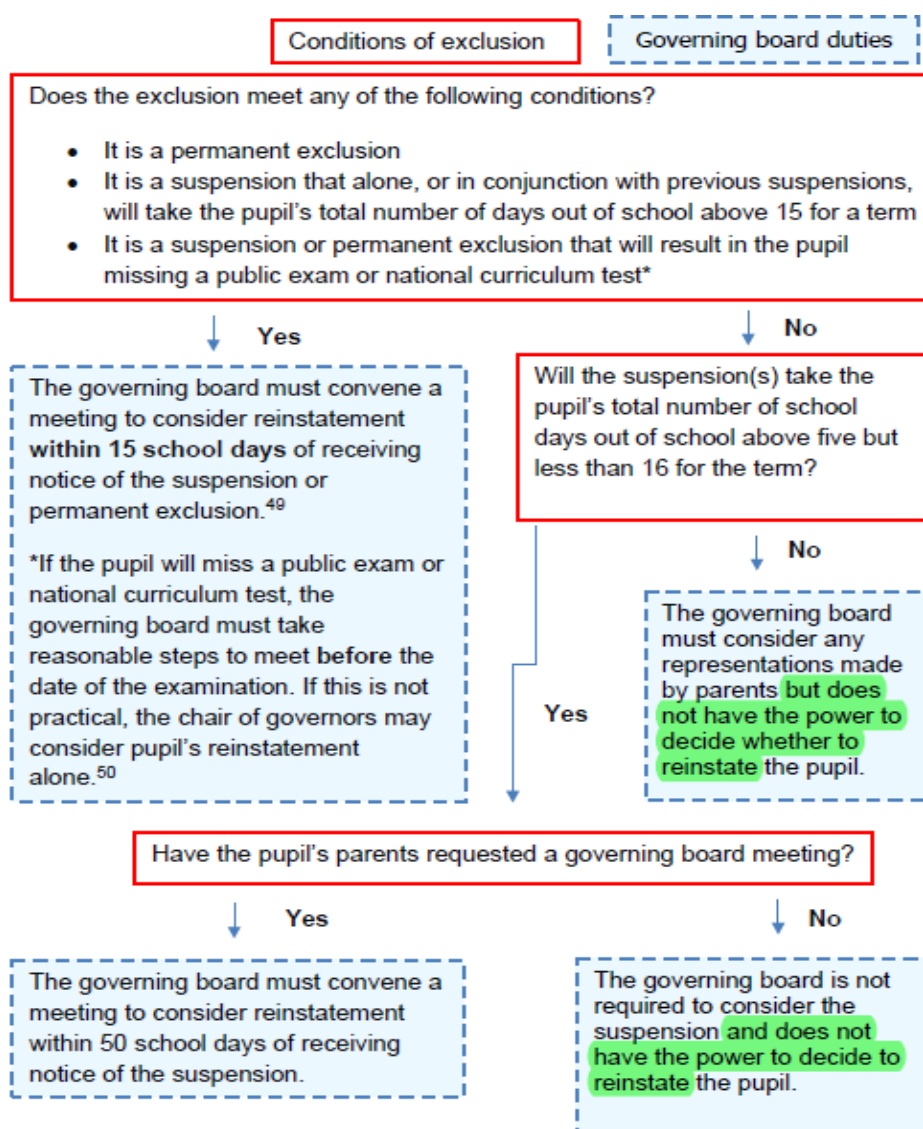 Conditions of exclusion
Governing board duties
Does the exclusion meet any of the following conditions?
• It is a permanent exclusion
• It is a suspension that alone, or in conjunction with previous suspensions,
will take the pupil's total number of days out of school above 15 for a term
• It is a suspension or permanent exclusion that will result in the pupil
missing a public exam or national curriculum test*
Yes
No
The governing board must convene a
meeting to consider reinstatement
within 15 school days of receiving
notice of the suspension or
permanent exclusion.49
*If the pupil will miss a public exam or
national curriculum test, the
governing board must take
reasonable steps to meet before the
date of the examination. If this is not
practical, the chair of governors may
consider pupil's reinstatement
alone.50
Will the suspension(s) take the
pupil's total number of school
days out of school above five but
less than 16 for the term?
No
The governing board
must consider any
representations made
by parents but does
not have the power to
decide whether to
reinstate the pupil.
Yes
Have the pupil's parents requested a governing board meeting?
Yes
No
The governing board must convene a
meeting to consider reinstatement
within 50 school days of receiving
notice of the suspension.
The governing board is not
required to consider the
suspension and does not
have the power to decide to
reinstate the pupil.